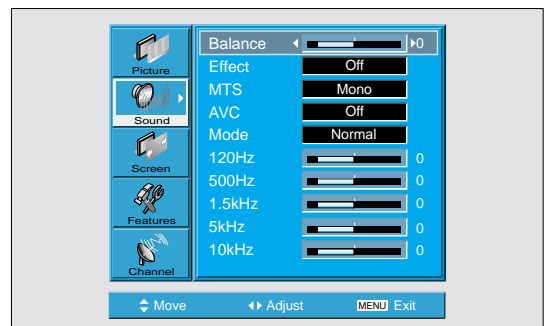 Picture
Sound
Screen
Features
Channel
Balance 0
Effect Off
MTS Mono
AVC Off
Mode Normal
120Hz 0
500Hz 0
1.5kHz 0
5kHz 0
10kHz 0
Move Adjust MENU Exit